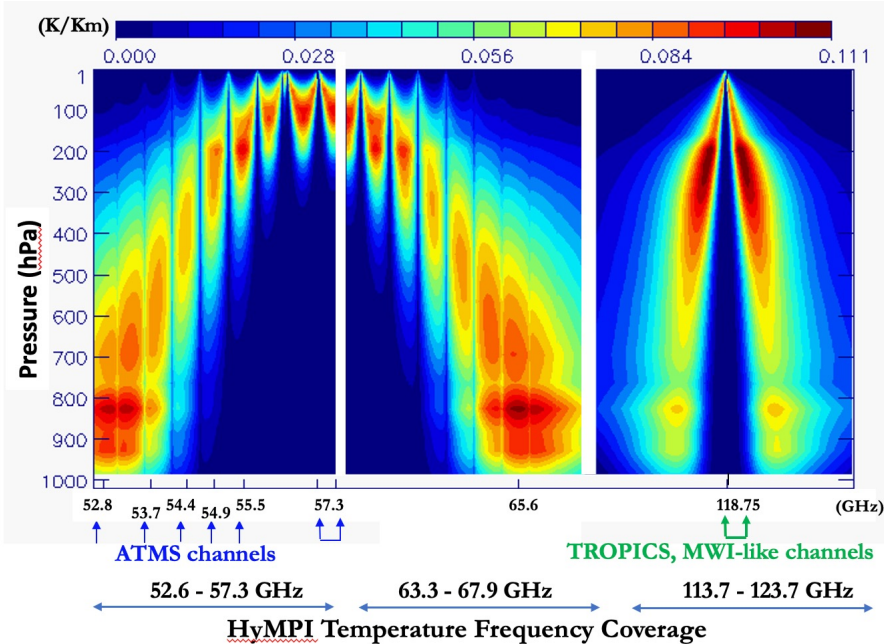 (K/Km)
0.000 0.028 0.056 0.084 0.111
Pressure (hPa)
1
100
200
300
400
500
600
700
800
900
1000
52.8 53.7 54.4 54.9 55.5 57.3 65.6 118.75 (GHz)
ATMS channels
TROPICS, MWI-like channels
52.6 - 57.3 GHz 63.3 - 67.9 GHz 113.7 - 123.7 GHz
HyMPI Temperature Frequency Coverage